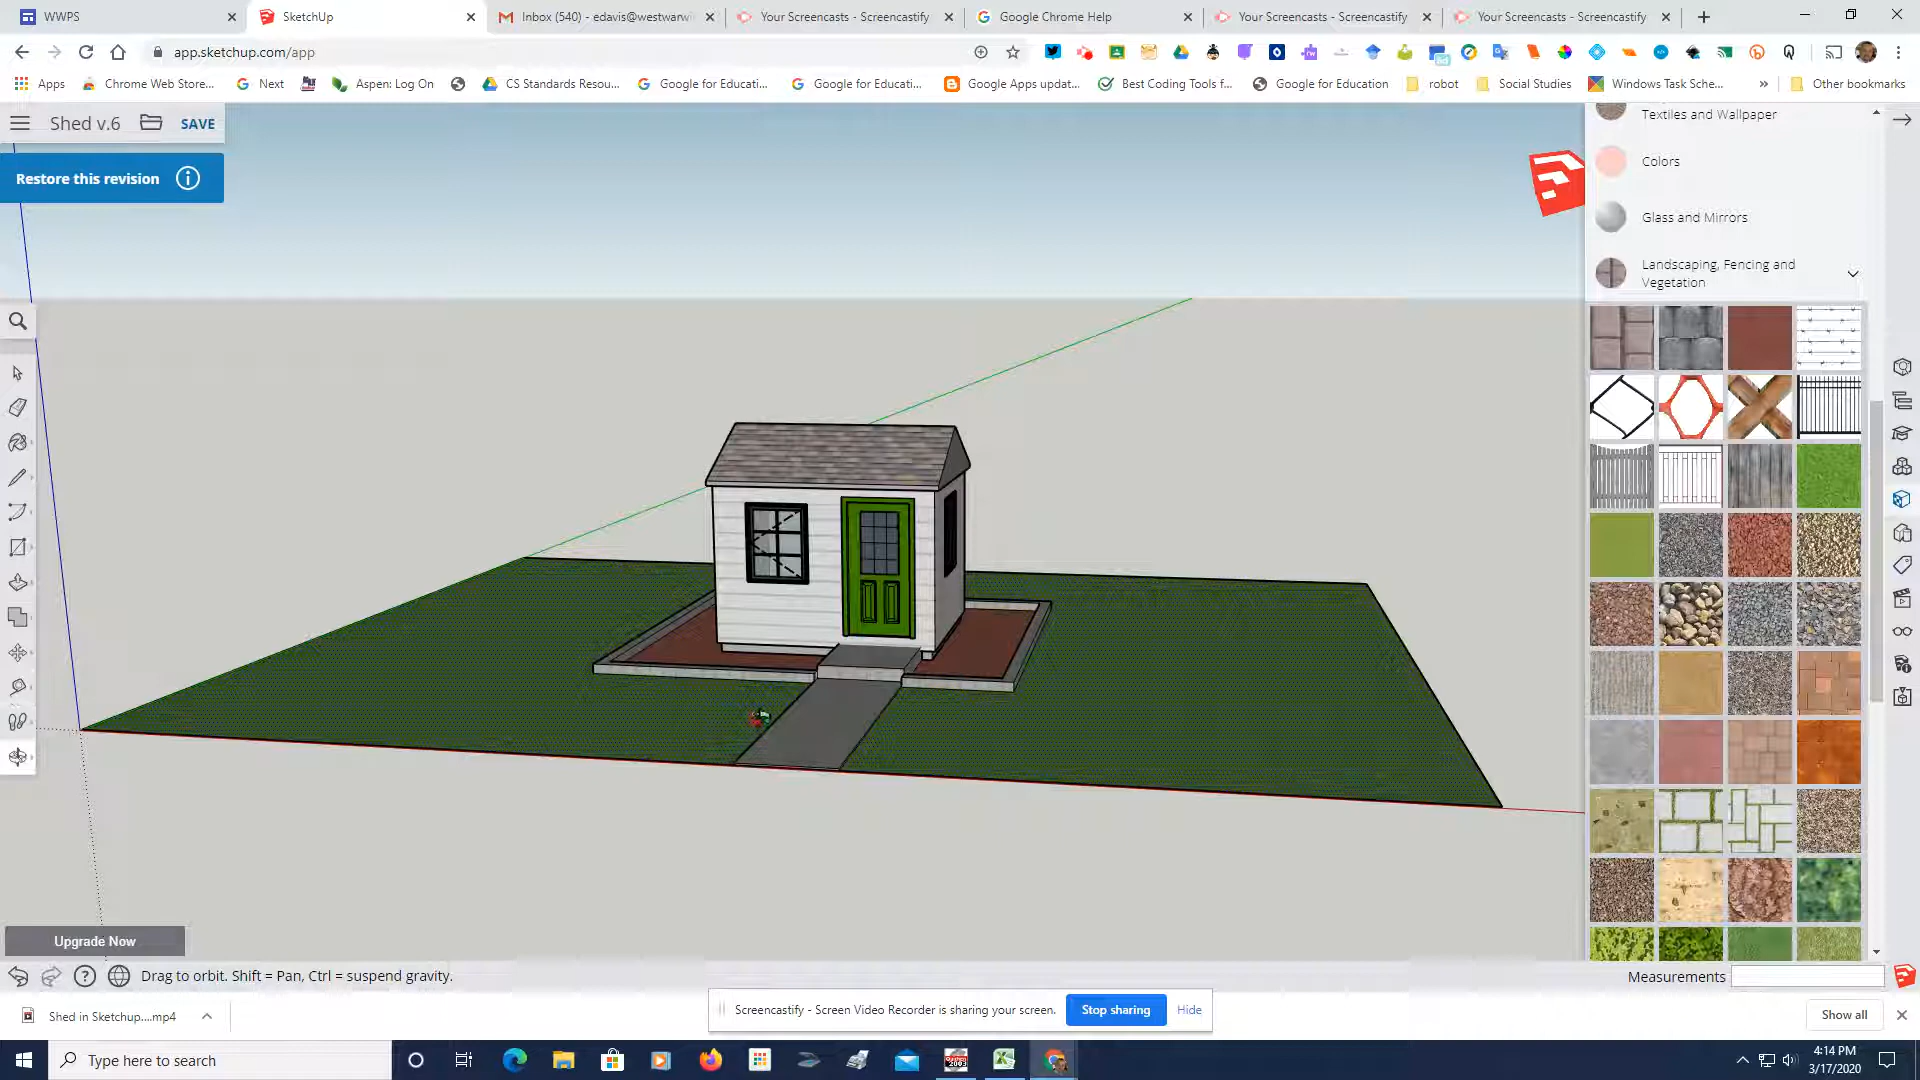 WWPS
SketchUp
Inbox (540) - edavis@westwarwi
Your Screencasts - Screencastify
Google Chrome Help
Your Screencasts - Screencastify
Your Screencasts - Screencastify
app.sketchup.com/app
Apps
Chrome Web Store...
Next
Aspen: Log On
CS Standards Resou...
Google for Educati...
Google for Educati...
Google Apps updat...
Best Coding Tools f...
Google for Education
robot
Social Studies
Windows Task Sche...
»
Other bookmarks
Shed v.6
SAVE
Restore this revision
Textiles and Wallpaper
Colors
Glass and Mirrors
Landscaping, Fencing and
Vegetation
Upgrade Now
Drag to orbit. Shift = Pan, Ctrl = suspend gravity.
Measurements
Shed in Sketchup....mp4
Screencastify - Screen Video Recorder is sharing your screen.
Stop sharing
Hide
Show all
Type here to search
4:14 PM
3/17/2020